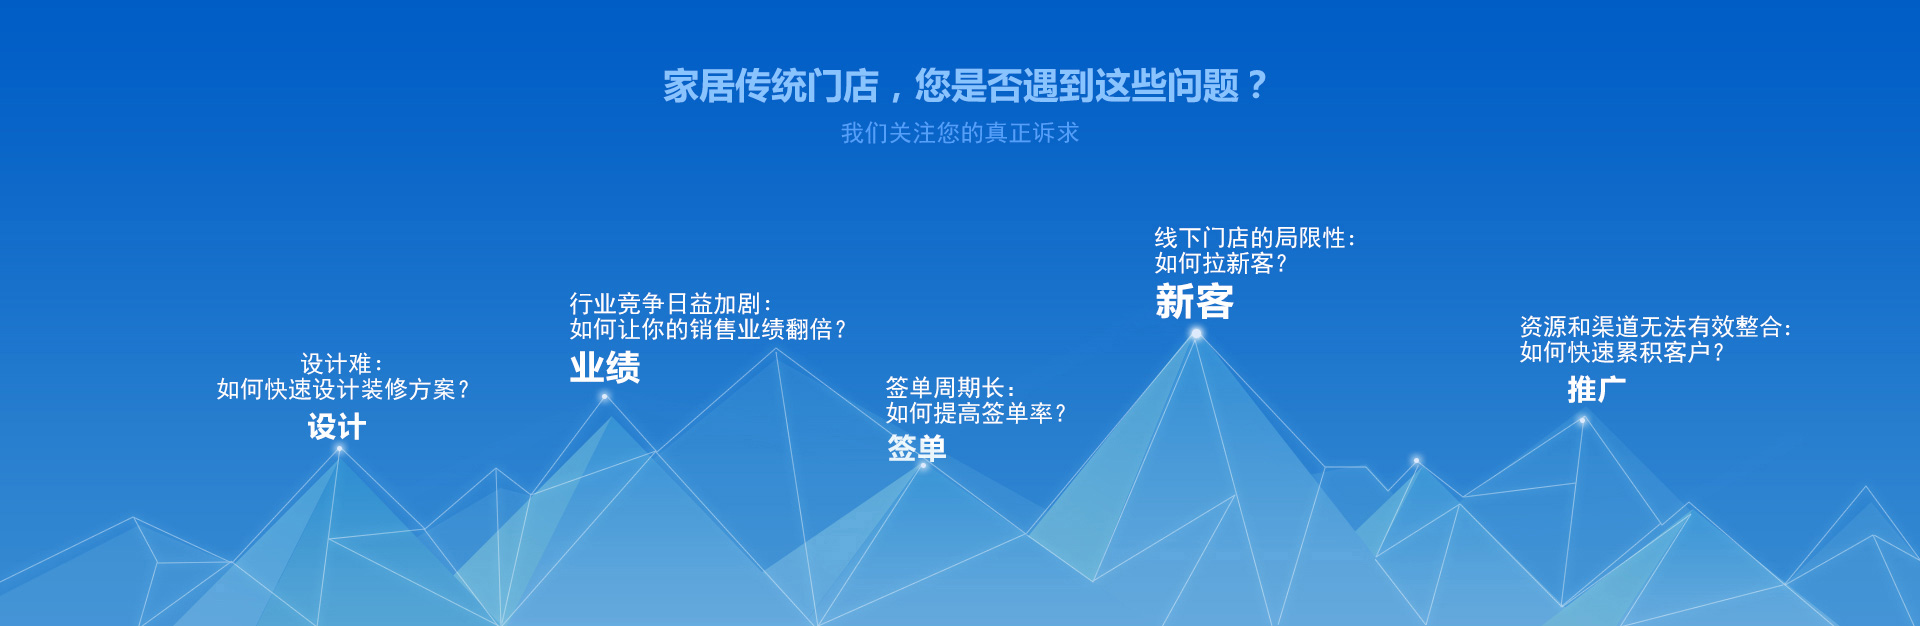 家居传统门店，您是否遇到这些问题？
我们关注您的真正诉求
设计难：
如何快速设计装修方案？
设计
行业竞争日益加剧：
如何让你的销售业绩翻倍？
业绩
签单周期长：
如何提高签单率？
签单
线下门店的局限性：
如何拉新客？
新客
资源和渠道无法有效整合：
如何快速累积客户？
推广